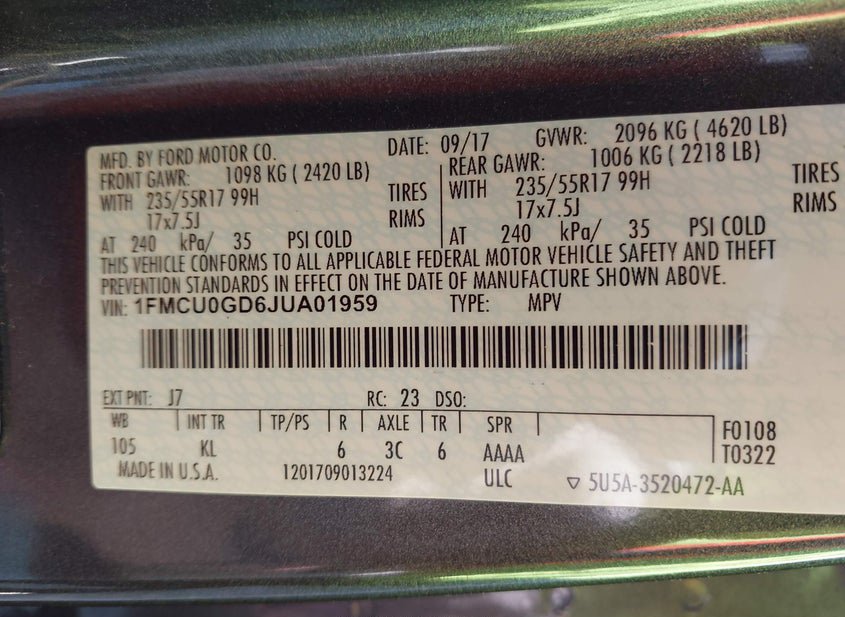 MFD. BY FORD MOTOR CO. DATE: 09/17 GVWR: 2096 KG ( 4620 LB)
FRONT GAWR: 1098 KG ( 2420 LB) REAR GAWR: 1006 KG ( 2218 LB)
WITH 235/55R17 99H TIRES WITH 235/55R17 99H TIRES
17x7.5J RIMS 17x7.5J RIMS
AT 240 kPa/ 35 PSI COLD AT 240 kPa/ 35 PSI COLD
THIS VEHICLE CONFORMS TO ALL APPLICABLE FEDERAL MOTOR VEHICLE SAFETY AND THEFT
PREVENTION STANDARDS IN EFFECT ON THE DATE OF MANUFACTURE SHOWN ABOVE.
VIN: 1FMCU0GD6JUA01959 TYPE: MPV
EXT PNT: J7 RC: 23 DSO:
WB INT TR TP/PS R AXLE TR SPR F0108
105 KL 6 3C 6 AAAA T0322
MADE IN U.S.A. 1201709013224 ULC ▽ 5U5A-3520472-AA